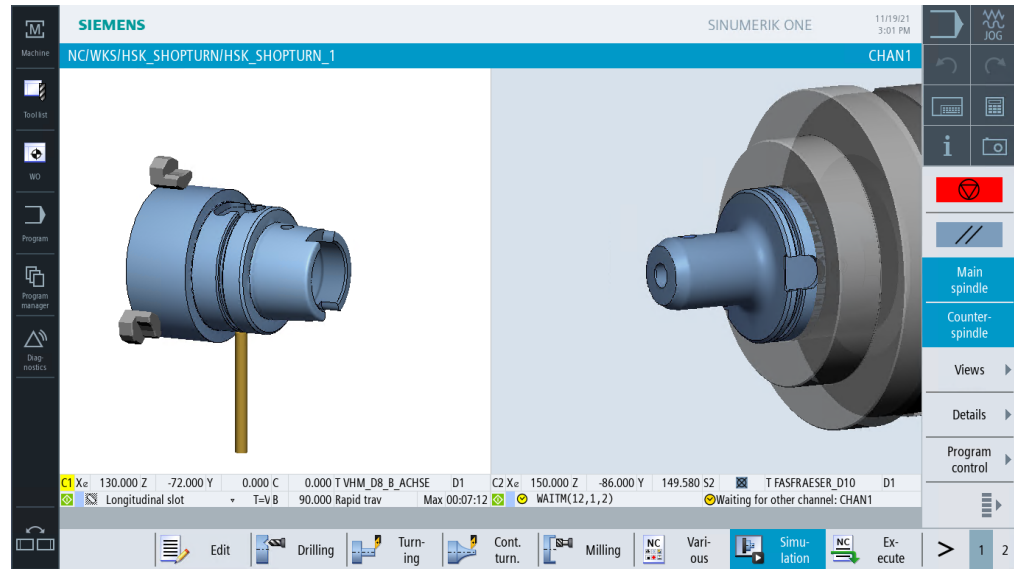 SIEMENS
SINUMERIK ONE
11/19/21
3:01 PM
M
Machine
JOG
NC/WKS/HSK_SHOPTURN/HSK_SHOPTURN_1
CHAN1
Tool list
WO
Program
Program
manager
Diag-
nostics
i
Main
spindle
Counter-
spindle
Views
Details
Program
control
C1 X⌀ 130.000 Z -72.000 Y 0.000 C 0.000 T VHM_D8_B_ACHSE D1
Longitudinal slot T=V B 90.000 Rapid trav Max 00:07:12
C2 X⌀ 150.000 Z -86.000 Y 149.580 S2 T FASFRAESER_D10 D1
WAITM(12,1,2) Waiting for other channel: CHAN1
Edit
Drilling
Turn-
ing
Cont.
turn.
Milling
NC
Vari-
ous
Simu-
lation
NC
Ex-
ecute
> 1 2